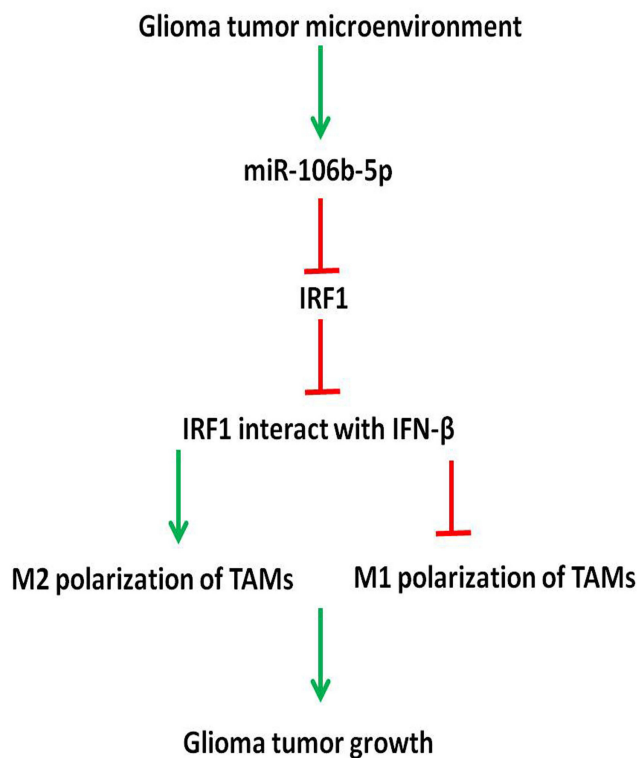 Glioma tumor microenvironment
miR-106b-5p
IRF1
IRF1 interact with IFN-β
M2 polarization of TAMs
M1 polarization of TAMs
Glioma tumor growth